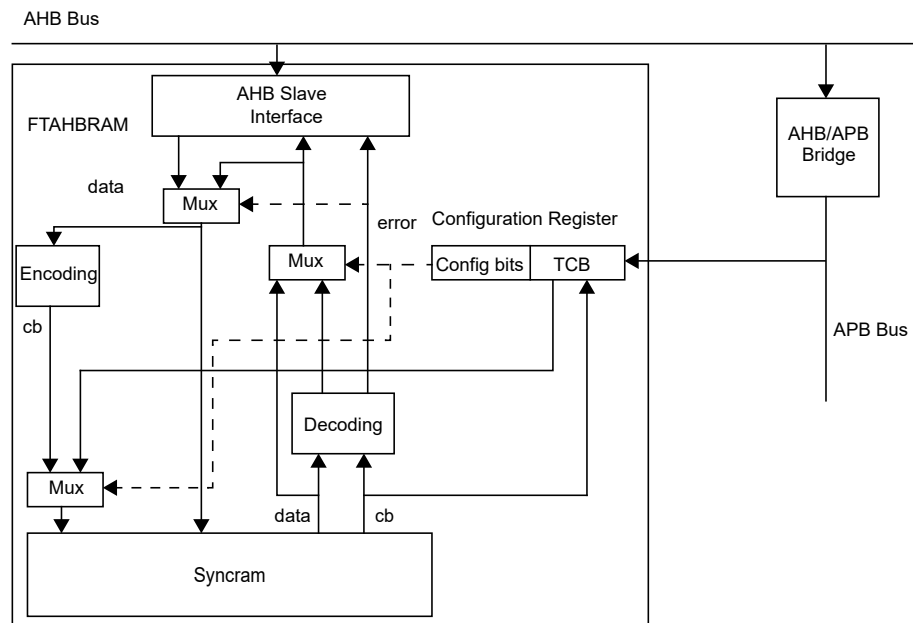 AHB Bus
AHB Slave
Interface
FTAHBRAM
AHB/APB
Bridge
data
Mux
error
Configuration Register
Encoding
Mux
Config bits
TCB
cb
APB Bus
Decoding
Mux
data
cb
Syncram